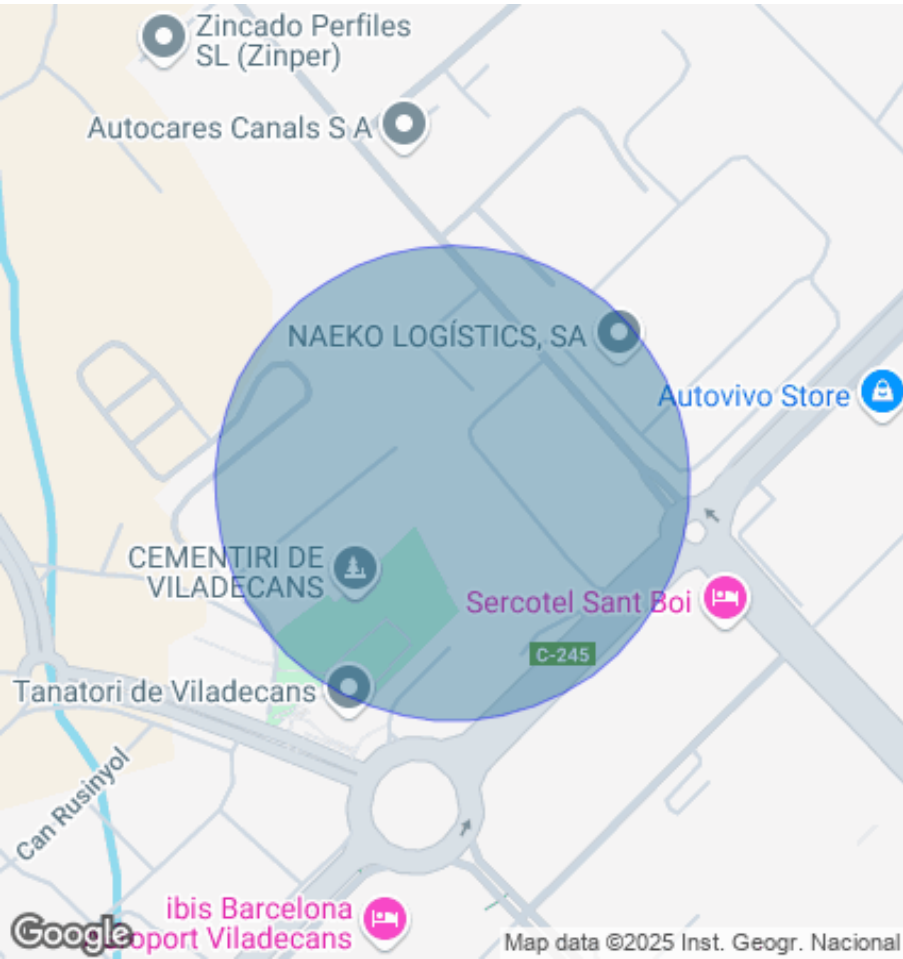 Zincado Perfiles
SL (Zinper)
Autocares Canals S A
NAEKO LOGÍSTICS, SA
Autovivo Store
CEMENTIRI DE
VILADECANS
Sercotel Sant Boi
C-245
Tanatori de Viladecans
Can Rusinyol
ibis Barcelona
oport Viladecans
Google
Map data ©2025 Inst. Geogr. Nacional